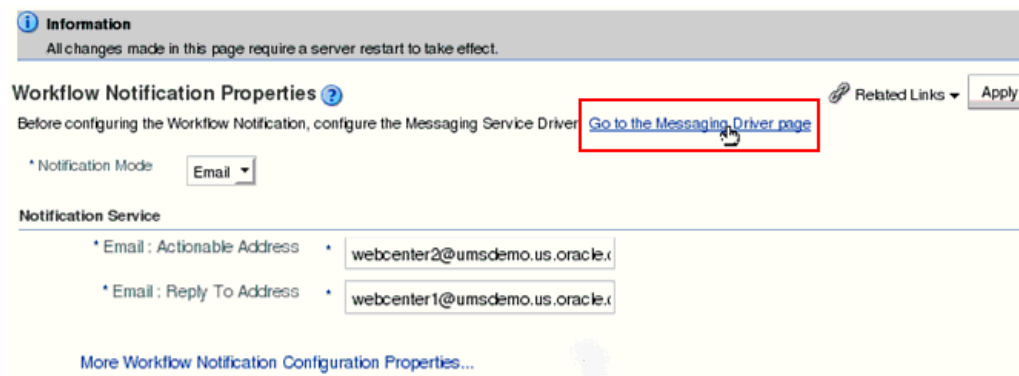 Information
All changes made in this page require a server restart to take effect.
Workflow Notification Properties
Related Links
Apply
Before configuring the Workflow Notification, configure the Messaging Service Driver Go to the Messaging Driver page
* Notification Mode Email
Notification Service
* Email : Actionable Address * webcenter2@umsdemo.us.oracle.c
* Email : Reply To Address * webcenter1@umsdemo.us.oracle.c
More Workflow Notification Configuration Properties...